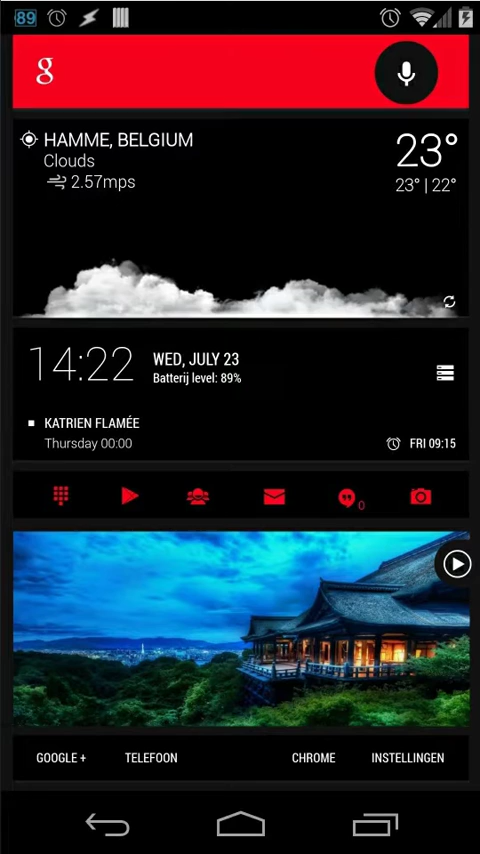 89
g
HAMME, BELGIUM
23°
Clouds
2.57mps
23° | 22°
14:22
WED, JULY 23
Batterij level: 89%
KATRIEN FLAMÉE
Thursday 00:00
FRI 09:15
0
GOOGLE +
TELEFOON
CHROME
INSTELLINGEN